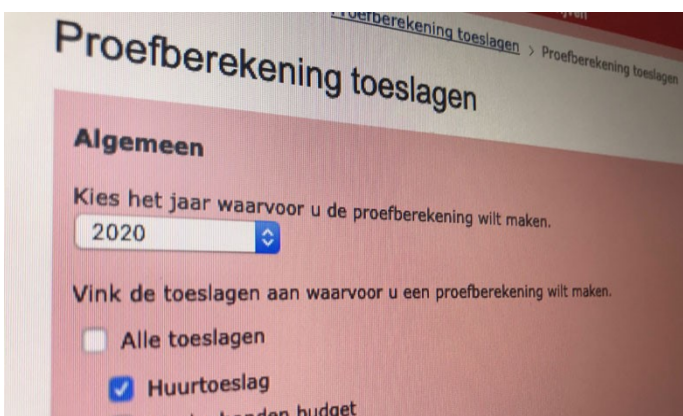 Proefberekening toeslagen > Proefberekening toeslagen
Proefberekening toeslagen
Algemeen
Kies het jaar waarvoor u de proefberekening wilt maken.
2020
Vink de toeslagen aan waarvoor u een proefberekening wilt maken.
Alle toeslagen
Huurtoeslag
budget